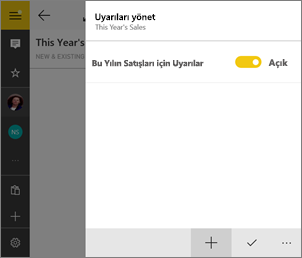 Uyarıları yönet
This Year's Sales
This Year's
NEW & EXISTING
Bu Yılın Satışları için Uyarılar
Açık
NS